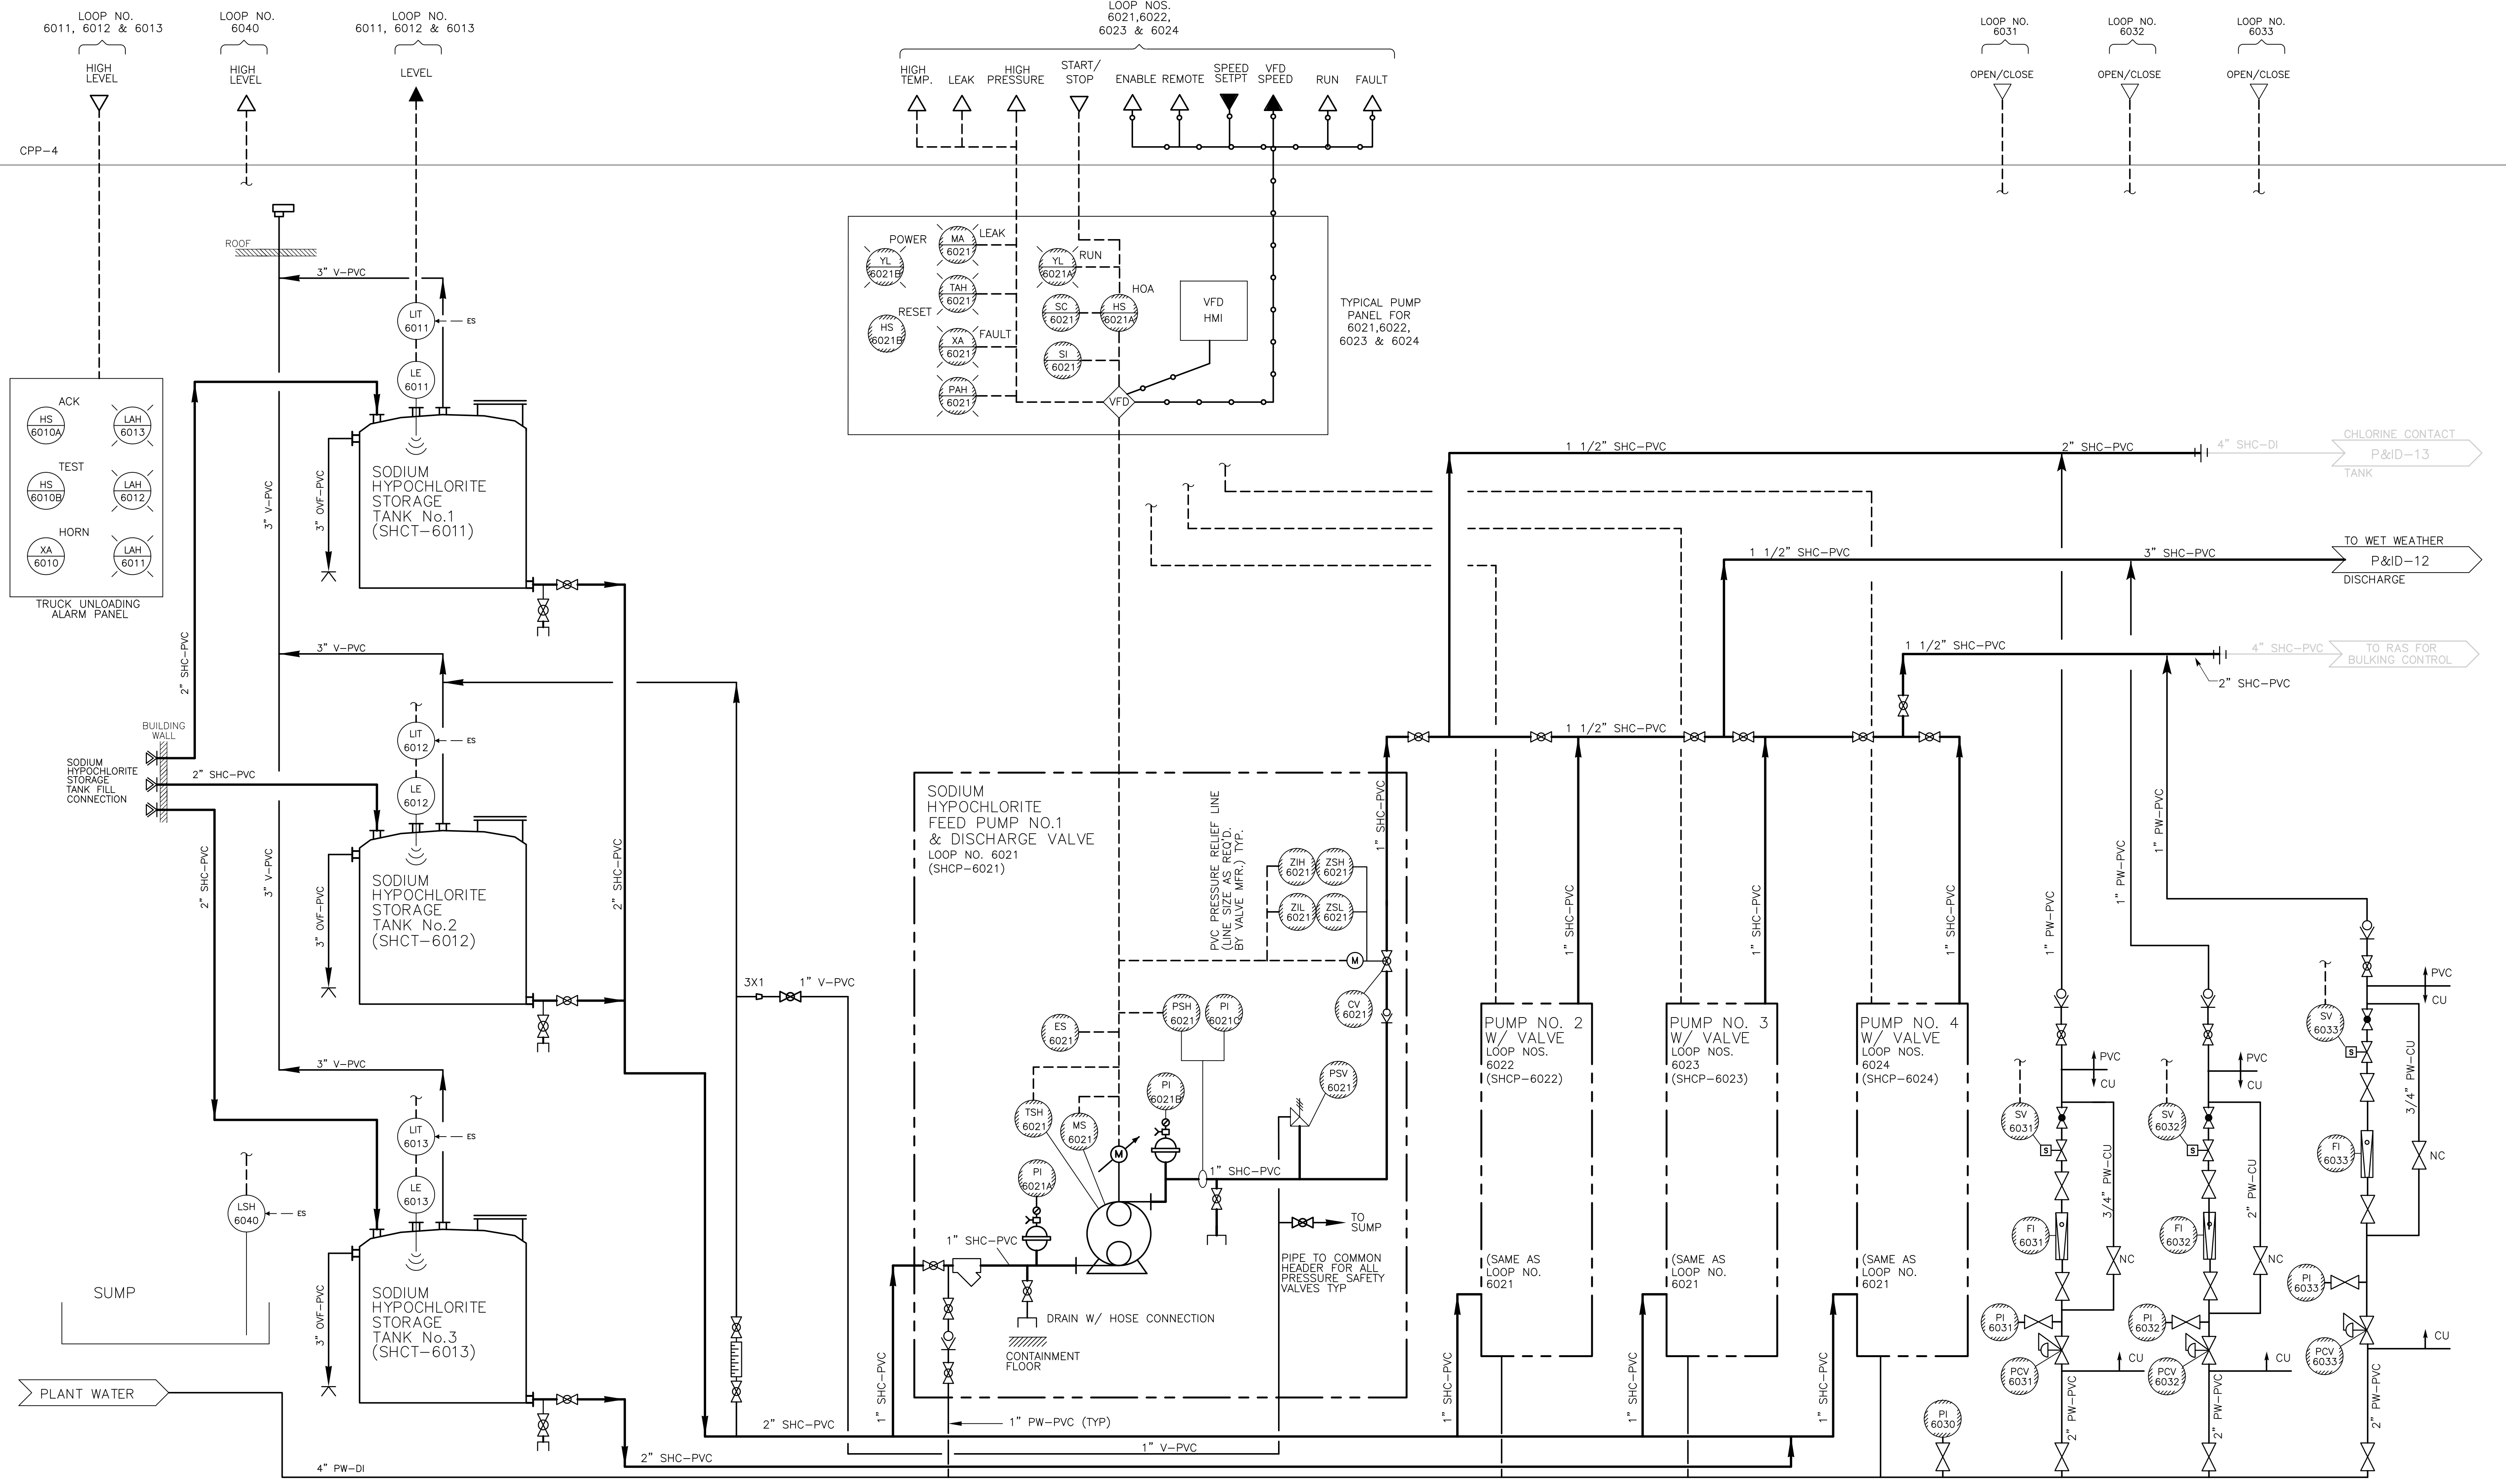 LOOP NO.
6011, 6012 & 6013
HIGH
LEVEL
LOOP NO.
6040
HIGH
LEVEL
LOOP NO.
6011, 6012 & 6013
LEVEL
LOOP NOS.
6021,6022,
6023 & 6024
HIGH
TEMP.
LEAK
HIGH
PRESSURE
START/
STOP
ENABLE
REMOTE
SPEED
SETPT
VFD
SPEED
RUN
FAULT
LOOP NO.
6031
OPEN/CLOSE
LOOP NO.
6032
OPEN/CLOSE
LOOP NO.
6033
OPEN/CLOSE
CPP-4
ROOF
3" V-PVC
LIT
6011
ES
LE
6011
ACK
HS
6010A
LAH
6013
TEST
HS
6010B
LAH
6012
HORN
XA
6010
LAH
6011
TRUCK UNLOADING
ALARM PANEL
3" V-PVC
3" OVF-PVC
SODIUM
HYPOCHLORITE
STORAGE
TANK No.1
(SHCT-6011)
2" SHC-PVC
POWER
YL
6021B
RESET
HS
6021B
MA
6021
LEAK
TAH
6021
XA
6021
FAULT
PAH
6021
YL
6021A
RUN
SC
6021
HS
6021A
HOA
SI
6021
VFD
HMI
VFD
TYPICAL PUMP
PANEL FOR
6021,6022,
6023 & 6024
1 1/2" SHC-PVC
2" SHC-PVC
4" SHC-DI
CHLORINE CONTACT
P&ID-13
TANK
1 1/2" SHC-PVC
3" SHC-PVC
TO WET WEATHER
P&ID-12
DISCHARGE
1 1/2" SHC-PVC
4" SHC-PVC
TO RAS FOR
BULKING CONTROL
2" SHC-PVC
1 1/2" SHC-PVC
BUILDING
WALL
SODIUM
HYPOCHLORITE
STORAGE
TANK FILL
CONNECTION
2" SHC-PVC
2" SHC-PVC
3" V-PVC
3" V-PVC
LIT
6012
ES
LE
6012
3" OVF-PVC
SODIUM
HYPOCHLORITE
STORAGE
TANK No.2
(SHCT-6012)
2" SHC-PVC
3X1
1" V-PVC
3" V-PVC
LIT
6013
ES
LE
6013
LSH
6040
ES
SUMP
3" OVF-PVC
SODIUM
HYPOCHLORITE
STORAGE
TANK No.3
(SHCT-6013)
PLANT WATER
4" PW-DI
2" SHC-PVC
2" SHC-PVC
1" V-PVC
1" PW-PVC (TYP)
1" SHC-PVC
SODIUM
HYPOCHLORITE
FEED PUMP NO.1
& DISCHARGE VALVE
LOOP NO. 6021
(SHCP-6021)
PVC PRESSURE RELIEF LINE
(LINE SIZE AS REQ'D.
BY VALVE MFR.) TYP.
ZIH
6021
ZSH
6021
ZIL
6021
ZSL
6021
1" SHC-PVC
M
CV
6021
ES
6021
PSH
6021
PI
6021C
TSH
6021
MS
6021
PI
6021B
PSV
6021
M
PI
6021A
1" SHC-PVC
1" SHC-PVC
TO
SUMP
PIPE TO COMMON
HEADER FOR ALL
PRESSURE SAFETY
VALVES TYP
DRAIN W/ HOSE CONNECTION
CONTAINMENT
FLOOR
1" SHC-PVC
PUMP NO. 2
W/ VALVE
LOOP NOS.
6022
(SHCP-6022)
(SAME AS
LOOP NO.
6021
1" SHC-PVC
1" SHC-PVC
PUMP NO. 3
W/ VALVE
LOOP NOS.
6023
(SHCP-6023)
(SAME AS
LOOP NO.
6021
1" SHC-PVC
1" SHC-PVC
PUMP NO. 4
W/ VALVE
LOOP NOS.
6024
(SHCP-6024)
(SAME AS
LOOP NO.
6021
1" SHC-PVC
1" PW-PVC
1" PW-PVC
1" PW-PVC
PVC
CU
SV
6031
S
3/4" PW-CU
FI
6031
NC
PI
6031
PCV
6031
CU
2" PW-PVC
PVC
CU
SV
6032
S
2" PW-CU
FI
6032
NC
PI
6032
PCV
6032
CU
2" PW-PVC
PVC
CU
SV
6033
S
3/4" PW-CU
FI
6033
NC
PI
6033
PCV
6033
CU
2" PW-PVC
PI
6030